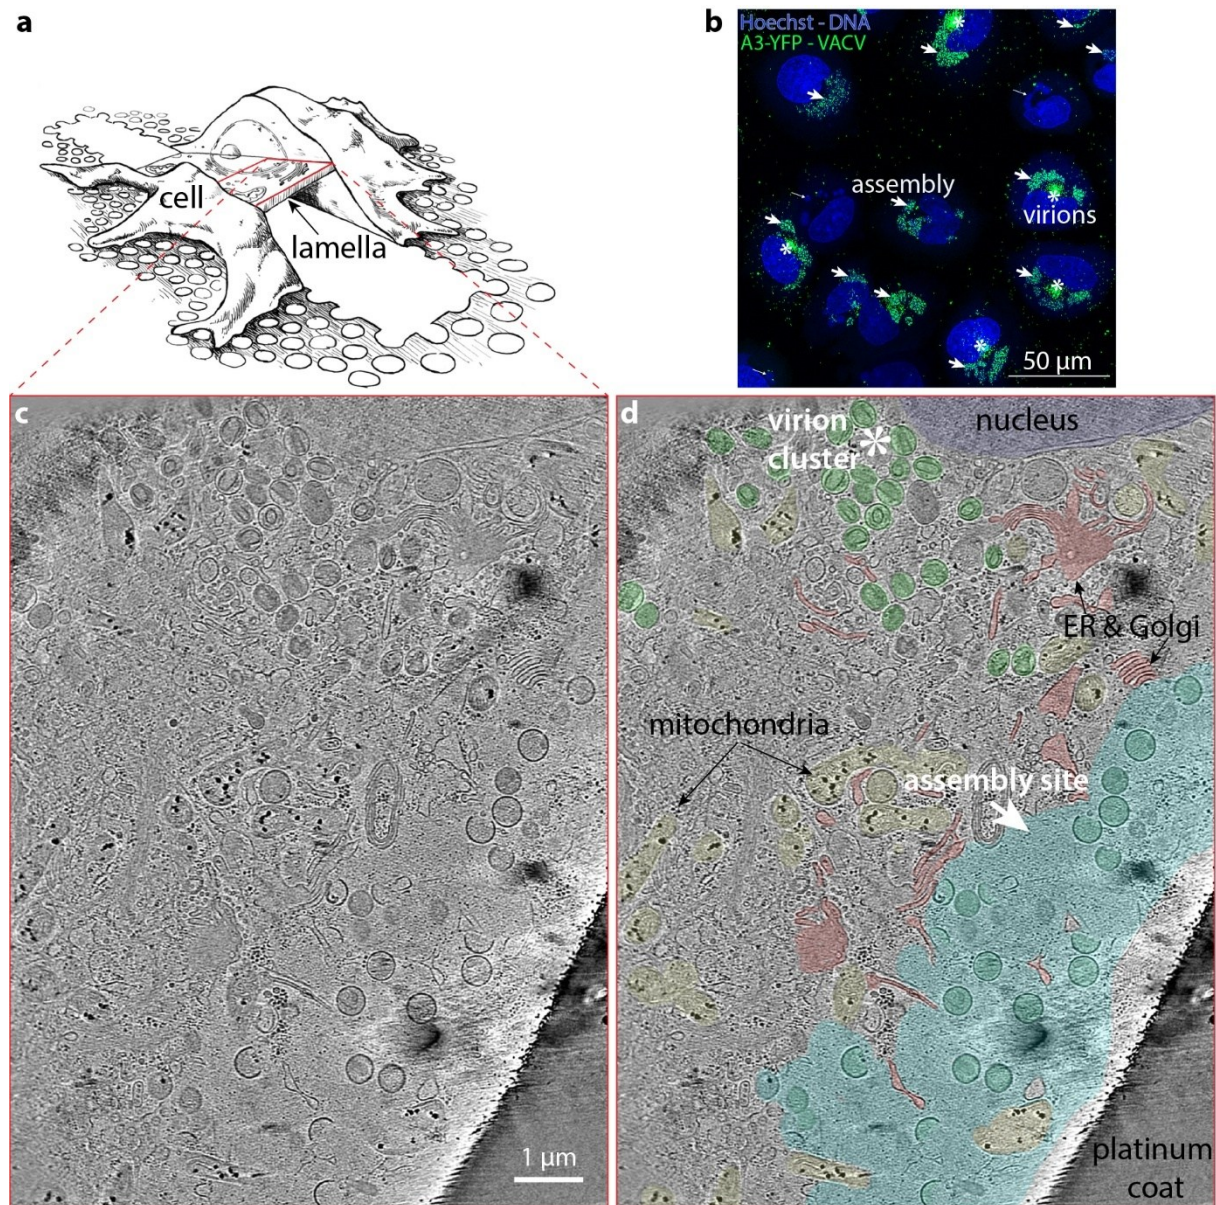 a
cell
lamella
b
Hoechst - DNA
A3-YFP - VACV
assembly
virions
50 µm
c
1 µm
d
virion
cluster
nucleus
ER & Golgi
mitochondria
assembly site
platinum
coat